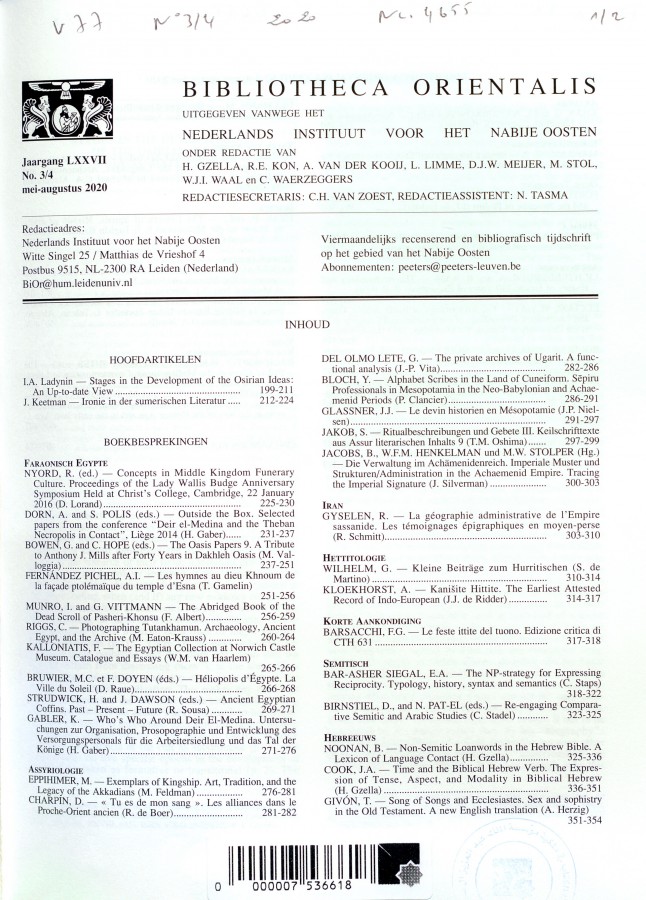 V 77 N° 3/4 2020 NL. 4655 1/2
BIBLIOTHECA ORIENTALIS
UITGEGEVEN VANWEGE HET
NEDERLANDS INSTITUUT VOOR HET NABIJE OOSTEN
ONDER REDACTIE VAN
H. GZELLA, R.E. KON, A. VAN DER KOOIJ, L. LIMME, D.J.W. MEIJER, M. STOL,
W.J.I. WAAL en C. WAERZEGGERS
REDACTIESECRETARIS: C.H. VAN ZOEST, REDACTIEASSISTENT: N. TASMA
Jaargang LXXVII
No. 3/4
mei-augustus 2020
Redactieadres:
Nederlands Instituut voor het Nabije Oosten
Witte Singel 25 / Matthias de Vrieshof 4
Postbus 9515, NL-2300 RA Leiden (Nederland)
BiOr@hum.leidenuniv.nl
Viermaandelijks recenserend en bibliografisch tijdschrift
op het gebied van het Nabije Oosten
Abonnementen: peeters@peeters-leuven.be
INHOUD
HOOFDARTIKELEN
I.A. Ladynin — Stages in the Development of the Osirian Ideas:
An Up-to-date View ........ 199-211
J. Keetman — Ironie in der sumerischen Literatur ..... 212-224
BOEKBESPREKINGEN
FARAONISCH EGYPTE
NYORD, R. (ed.) — Concepts in Middle Kingdom Funerary
Culture. Proceedings of the Lady Wallis Budge Anniversary
Symposium Held at Christ's College, Cambridge, 22 January
2016 (D. Lorand) ........ 225-230
DORN, A. and S. POLIS (eds.) — Outside the Box. Selected
papers from the conference "Deir el-Medina and the Theban
Necropolis in Contact", Liège 2014 (H. Gaber)...... 231-237
BOWEN, G. and C. HOPE (eds.) — The Oasis Papers 9. A Tribute
to Anthony J. Mills after Forty Years in Dakhleh Oasis (M. Val-
loggia) ........ 237-251
FERNÁNDEZ PICHEL, A.I. — Les hymnes au dieu Khnoum de
la façade ptolémaïque du temple d'Esna (T. Gamelin)
251-256
MUNRO, I. and G. VITTMANN — The Abridged Book of the
Dead Scroll of Pasheri-Khonsu (F. Albert)............. 256-259
RIGGS, C. — Photographing Tutankhamun. Archaeology, Ancient
Egypt, and the Archive (M. Eaton-Krauss) ............ 260-264
KALLONIATIS, F. — The Egyptian Collection at Norwich Castle
Museum. Catalogue and Essays (W.M. van Haarlem)
265-266
BRUWIER, M.C. et F. DOYEN (éds.) — Héliopolis d'Égypte. La
Ville du Soleil (D. Raue)........ 266-268
STRUDWICK, H. and J. DAWSON (eds.) — Ancient Egyptian
Coffins. Past – Present – Future (R. Sousa) ........... 269-271
GABLER, K. — Who's Who Around Deir El-Medina. Untersu-
chungen zur Organisation, Prosopographie und Entwicklung des
Versorgungspersonals für die Arbeitersiedlung und das Tal der
Könige (H. Gaber) ........ 271-276
ASSYRIOLOGIE
EPPIHIMER, M. — Exemplars of Kingship. Art, Tradition, and the
Legacy of the Akkadians (M. Feldman) ................ 276-281
CHARPIN, D. — « Tu es de mon sang ». Les alliances dans le
Proche-Orient ancien (R. de Boer)........ 281-282
DEL OLMO LETE, G. — The private archives of Ugarit. A func-
tional analysis (J.-P. Vita)........ 282-286
BLOCH, Y. — Alphabet Scribes in the Land of Cuneiform. Sēpiru
Professionals in Mesopotamia in the Neo-Babylonian and Achae-
menid Periods (P. Clancier)........ 286-291
GLASSNER, J.J. — Le devin historien en Mésopotamie (J.P. Niel-
sen)........ 291-297
JAKOB, S. — Ritualbeschreibungen und Gebete III. Keilschrifttexte
aus Assur literarischen Inhalts 9 (T.M. Oshima)....... 297-299
JACOBS, B., W.F.M. HENKELMAN und M.W. STOLPER (Hg.)
— Die Verwaltung im Achämenidenreich. Imperiale Muster und
Strukturen/Administration in the Achaemenid Empire. Tracing
the Imperial Signature (J. Silverman) ........ 300-303
IRAN
GYSELEN, R. — La géographie administrative de l'Empire
sassanide. Les témoignages épigraphiques en moyen-perse
(R. Schmitt)........ 303-310
HETTITOLOGIE
WILHELM, G. — Kleine Beiträge zum Hurritischen (S. de
Martino) ........ 310-314
KLOEKHORST, A. — Kanišite Hittite. The Earliest Attested
Record of Indo-European (J.J. de Ridder) ............... 314-317
KORTE AANKONDIGING
BARSACCHI, F.G. — Le feste ittite del tuono. Edizione critica di
CTH 631 ........ 317-318
SEMITISCH
BAR-ASHER SIEGAL, E.A. — The NP-strategy for Expressing
Reciprocity. Typology, history, syntax and semantics (C. Staps)
318-322
BIRNSTIEL, D., and N. PAT-EL (eds.) — Re-engaging Compara-
tive Semitic and Arabic Studies (C. Stadel) ............ 323-325
HEBREEUWS
NOONAN, B. — Non-Semitic Loanwords in the Hebrew Bible. A
Lexicon of Language Contact (H. Gzella)............... 325-336
COOK, J.A. — Time and the Biblical Hebrew Verb. The Expres-
sion of Tense, Aspect, and Modality in Biblical Hebrew
(H. Gzella) ........ 336-351
GIVÓN, T. — Song of Songs and Ecclesiastes. Sex and sophistry
in the Old Testament. A new English translation (A. Herzig)
351-354
0 000007 536618